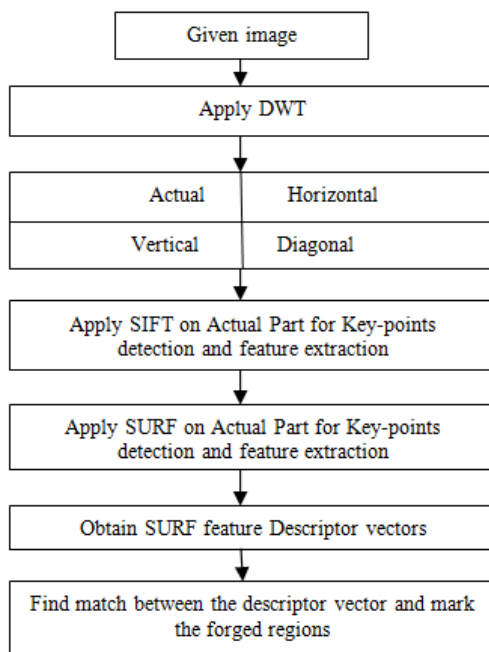 Given image
Apply DWT
Actual Horizontal
Vertical Diagonal
Apply SIFT on Actual Part for Key-points
detection and feature extraction
Apply SURF on Actual Part for Key-points
detection and feature extraction
Obtain SURF feature Descriptor vectors
Find match between the descriptor vector and mark
the forged regions